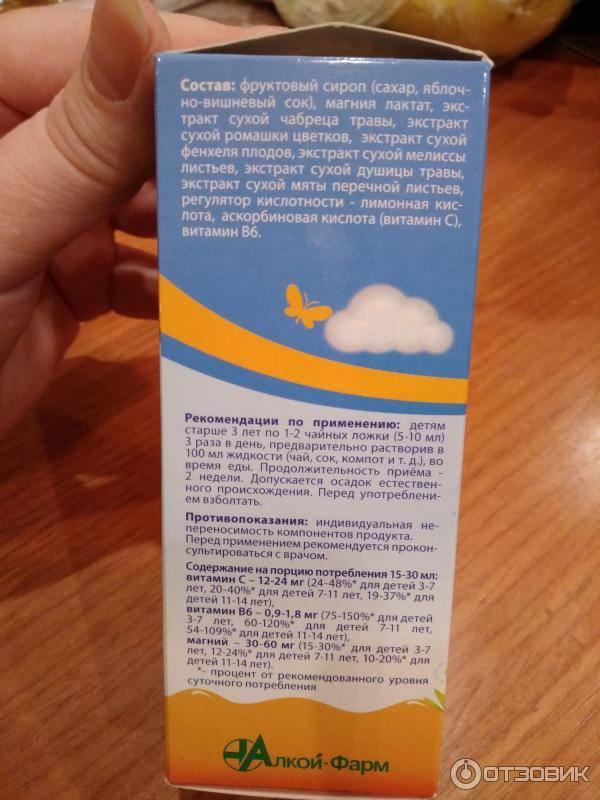 Состав: фруктовый сироп (сахар, яблоч-
но-вишневый сок), магния лактат, экс-
тракт сухой чабреца травы, экстракт
сухой ромашки цветков, экстракт сухой
фенхеля плодов, экстракт сухой мелиссы
листьев, экстракт сухой душицы травы,
экстракт сухой мяты перечной листьев,
регулятор кислотности - лимонная кис-
лота, аскорбиновая кислота (витамин С),
витамин В6.
Рекомендации по применению: детям
старше 3 лет по 1-2 чайных ложки (5-10 мл)
3 раза в день, предварительно растворив в
100 мл жидкости (чай, сок, компот и т. д.), во
время еды. Продолжительность приёма -
2 недели. Допускается осадок естествен-
ного происхождения. Перед употреблени-
ем взболтать.
Противопоказания: индивидуальная не-
переносимость компонентов продукта.
Перед применением рекомендуется прокон-
сультироваться с врачом.
Содержание на порцию потребления 15-30 мл:
витамин С – 12-24 мг (24-48%* для детей 3-7
лет, 20-40%* для детей 7-11 лет, 19-37%* для
детей 11-14 лет),
витамин В6 – 0,9-1,8 мг (75-150%* для детей
3-7 лет, 60-120%* для детей 7-11 лет,
54-109%* для детей 11-14 лет),
магний – 30-60 мг (15-30%* для детей 3-7
лет, 12-24%* для детей 7-11 лет, 10-20%* для
детей 11-14 лет).
*- процент от рекомендованного уровня
суточного потребления
Алкой-Фарм
ОТЗОВИК